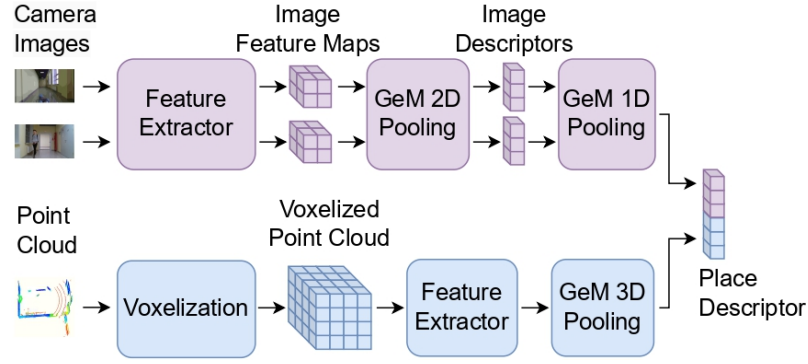 Camera
Images
Image
Feature Maps
Image
Descriptors
Feature
Extractor
GeM 2D
Pooling
GeM 1D
Pooling
Point
Cloud
Voxelized
Point Cloud
Voxelization
Feature
Extractor
GeM 3D
Pooling
Place
Descriptor